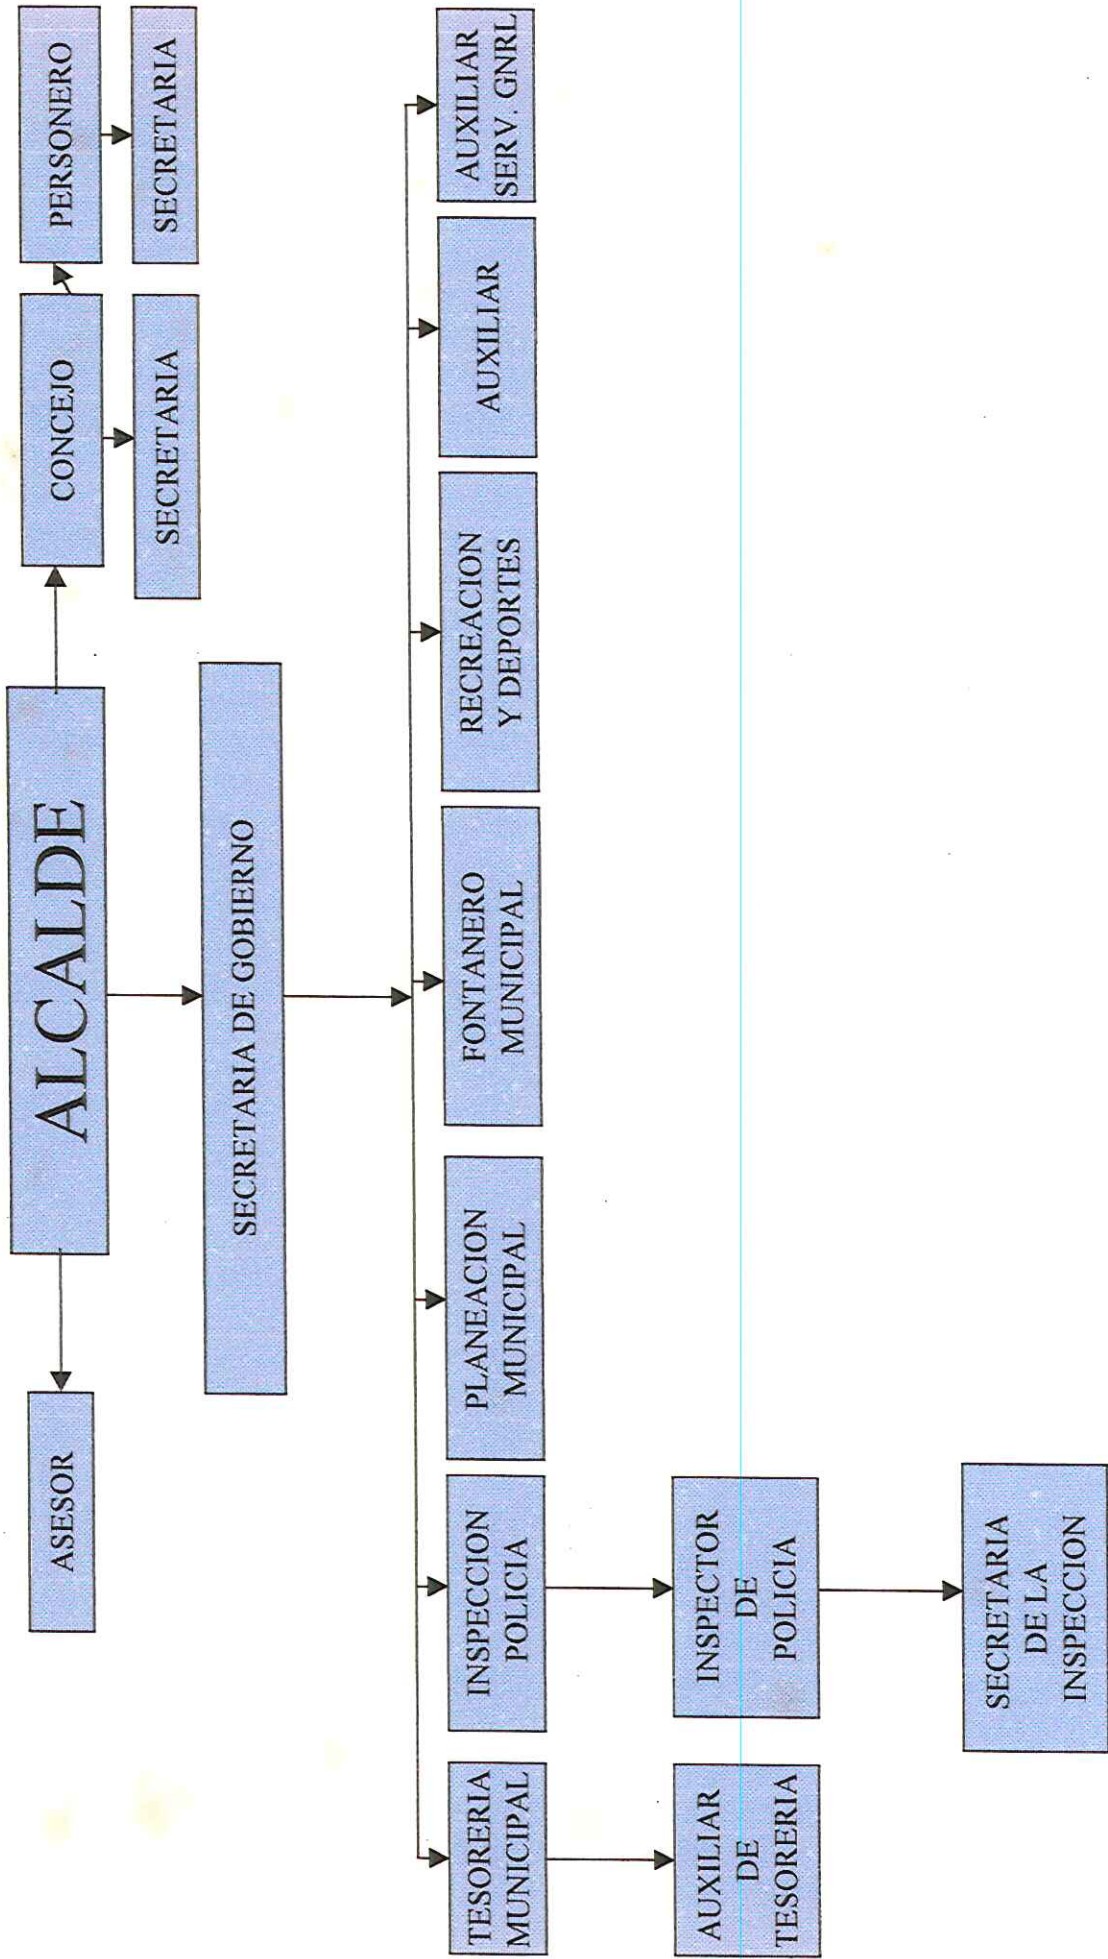 ALCALDE
ASESOR
CONCEJO
PERSONERO
SECRETARIA
SECRETARIA
SECRETARIA DE GOBIERNO
TESORERIA
MUNICIPAL
INSPECCION
POLICIA
PLANEACION
MUNICIPAL
FONTANERO
MUNICIPAL
RECREACION
Y DEPORTES
AUXILIAR
AUXILIAR
SERV. GNRL
AUXILIAR
DE
TESORERIA
INSPECTOR
DE
POLICIA
SECRETARIA
DE LA
INSPECCION